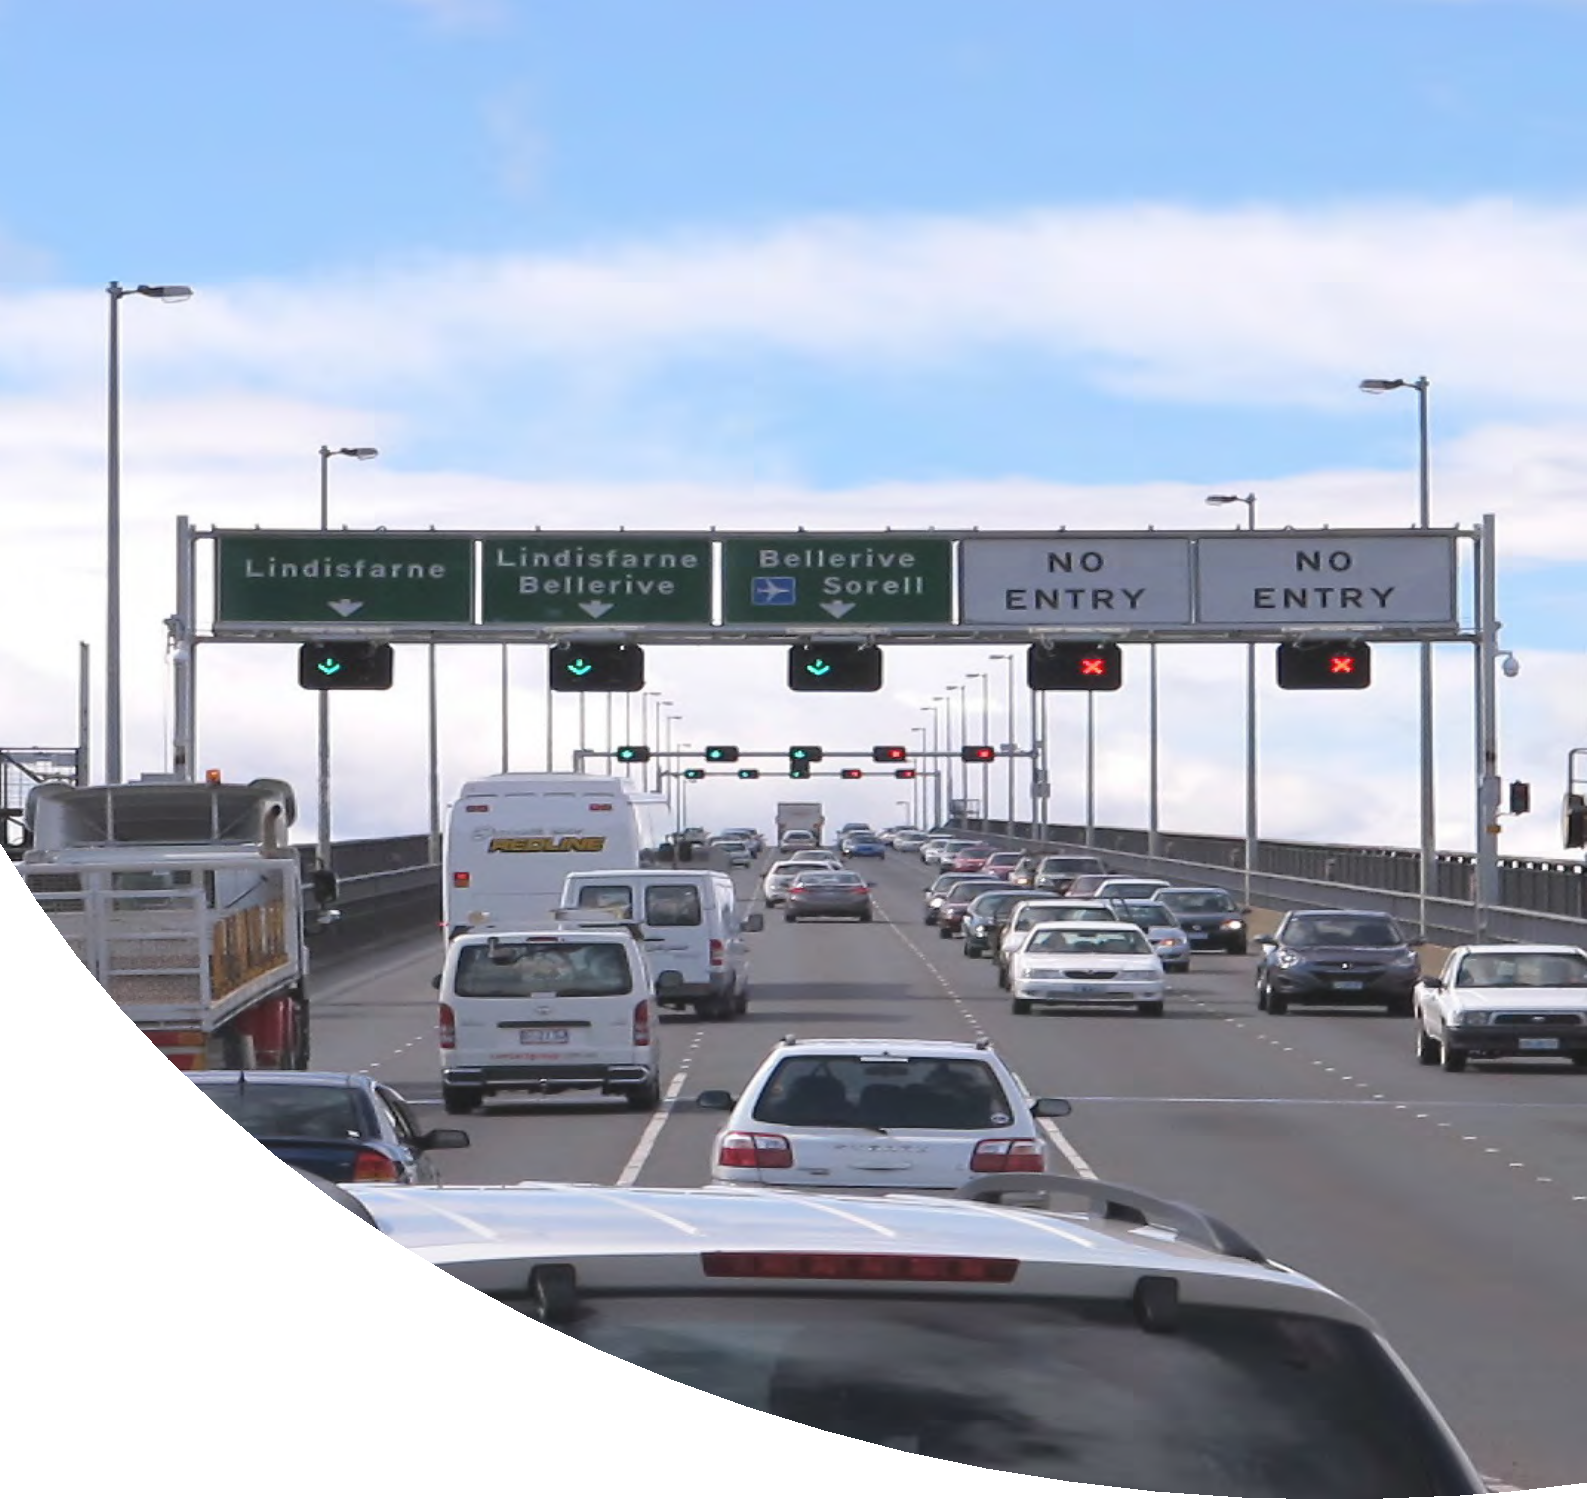 Lindisfarne
Lindisfarne
Bellerive
Bellerive
Sorell
NO
ENTRY
NO
ENTRY
REDLINE